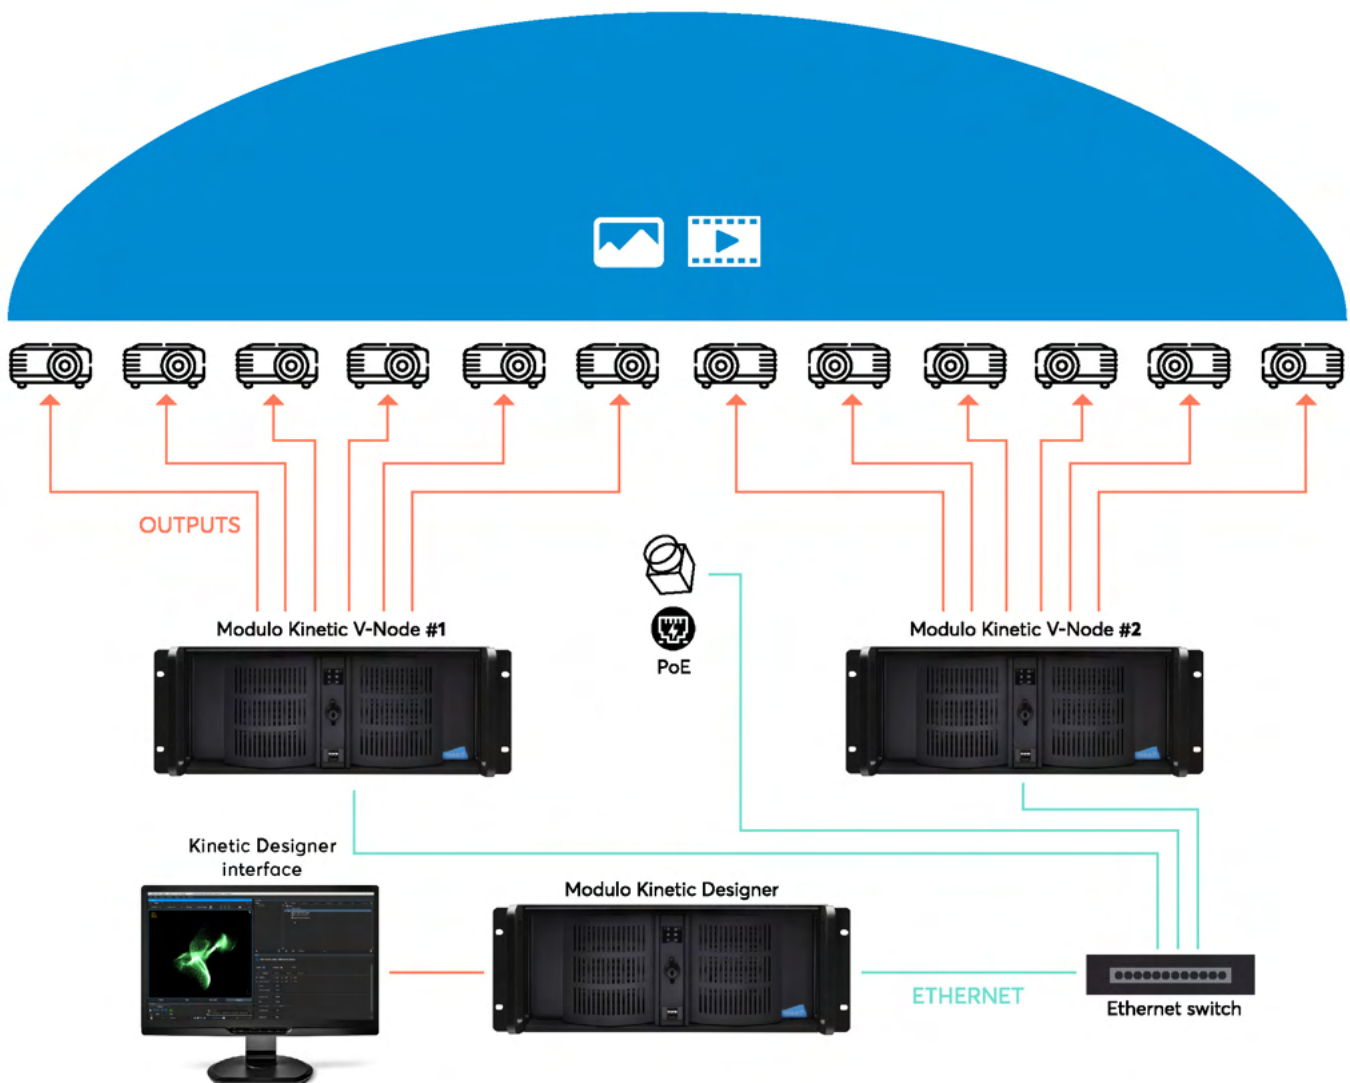 OUTPUTS
Modulo Kinetic V-Node #1
PoE
Modulo Kinetic V-Node #2
Kinetic Designer
interface
Modulo Kinetic Designer
ETHERNET
Ethernet switch